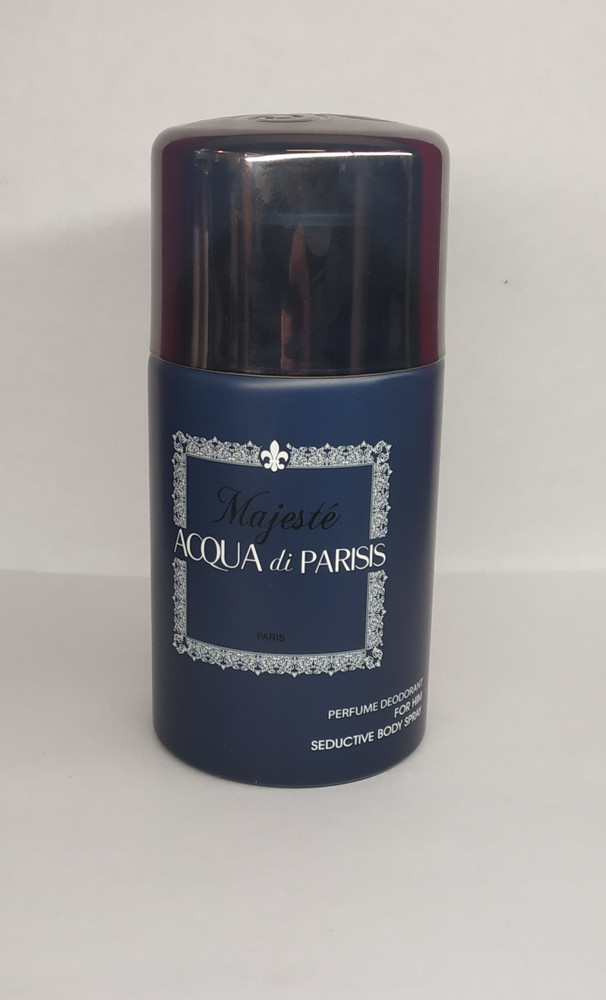 Majesté
ACQUA di PARISIS
PARIS
PERFUME DEODORANT
FOR HIM
SEDUCTIVE BODY SPRAY